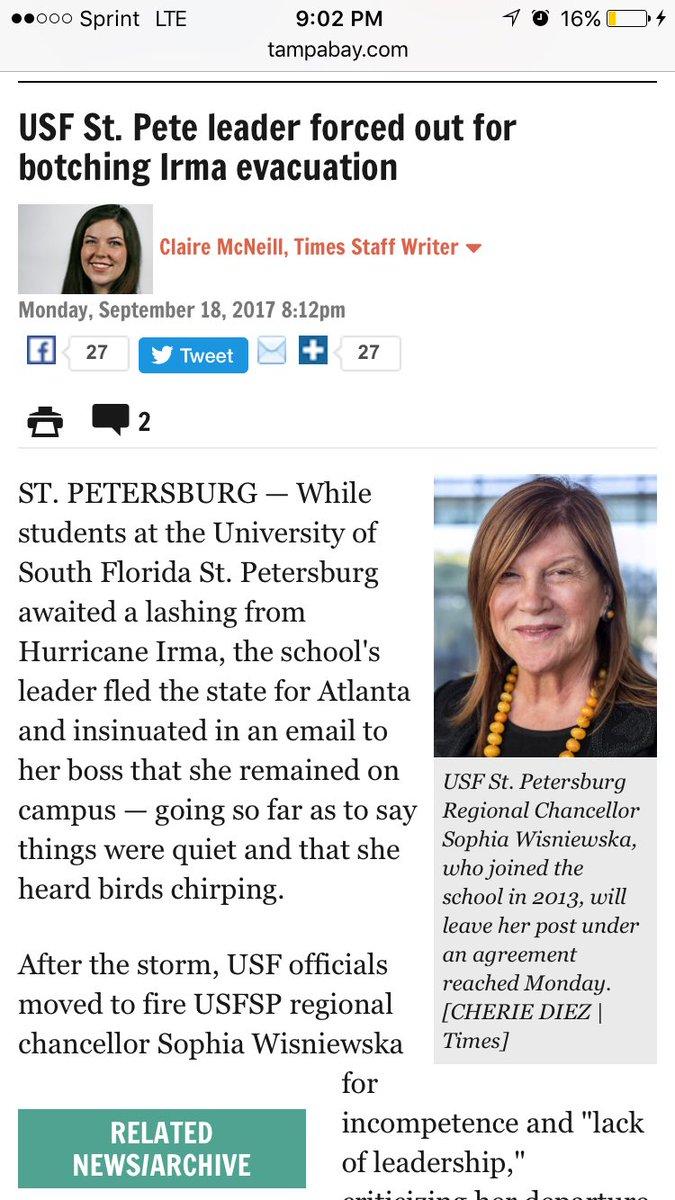 Sprint LTE 9:02 PM 16%
tampabay.com
USF St. Pete leader forced out for
botching Irma evacuation
Claire McNeill, Times Staff Writer
Monday, September 18, 2017 8:12pm
f 27 Tweet 27
2
ST. PETERSBURG — While
students at the University of
South Florida St. Petersburg
awaited a lashing from
Hurricane Irma, the school's
leader fled the state for Atlanta
and insinuated in an email to
her boss that she remained on
campus — going so far as to say
things were quiet and that she
heard birds chirping.
USF St. Petersburg
Regional Chancellor
Sophia Wisniewska,
who joined the
school in 2013, will
leave her post under
an agreement
reached Monday.
[CHERIE DIEZ |
Times]
After the storm, USF officials
moved to fire USFSP regional
chancellor Sophia Wisniewska
for
incompetence and "lack
of leadership,"
criticizing her departure
RELATED
NEWS/ARCHIVE